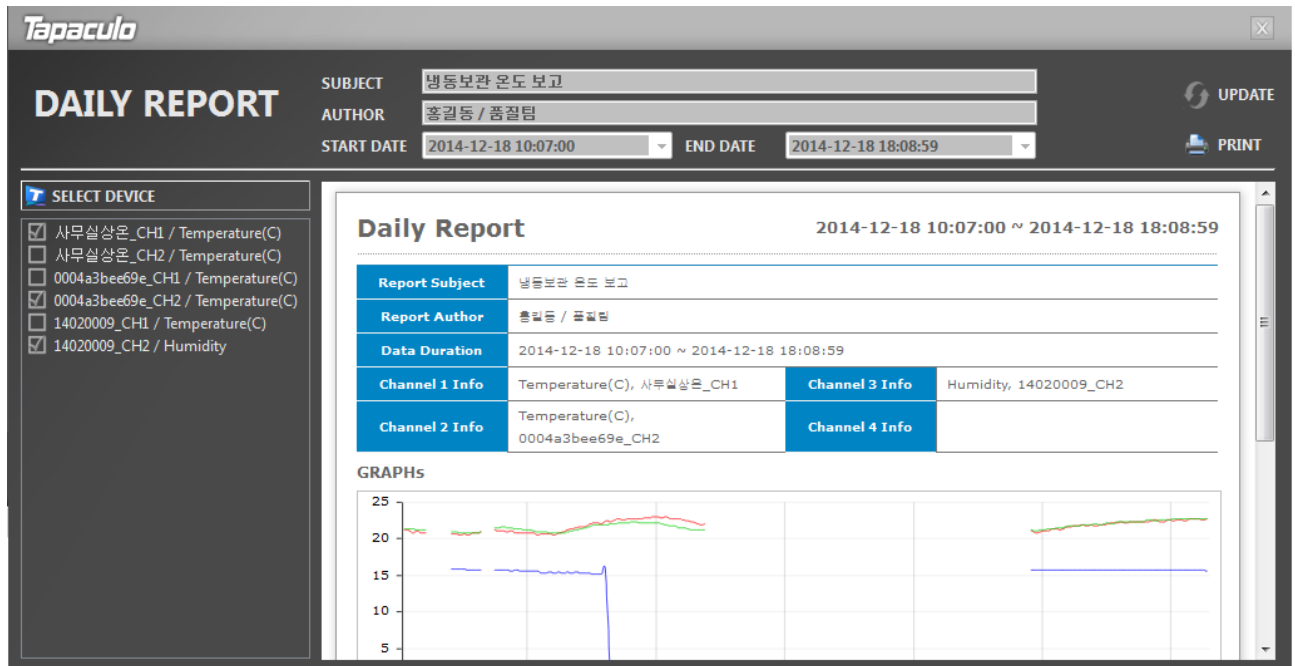 Tapaculo
DAILY REPORT
SUBJECT 냉동보관 온도 보고
AUTHOR 홍길동 / 품질팀
START DATE 2014-12-18 10:07:00 END DATE 2014-12-18 18:08:59
UPDATE
PRINT
SELECT DEVICE
사무실상온_CH1 / Temperature(C)
사무실상온_CH2 / Temperature(C)
0004a3bee69e_CH1 / Temperature(C)
0004a3bee69e_CH2 / Temperature(C)
14020009_CH1 / Temperature(C)
14020009_CH2 / Humidity
Daily Report 2014-12-18 10:07:00 ~ 2014-12-18 18:08:59
Report Subject 냉동보관 온도 보고
Report Author 홍길동 / 품질팀
Data Duration 2014-12-18 10:07:00 ~ 2014-12-18 18:08:59
Channel 1 Info Temperature(C), 사무실상온_CH1 Channel 3 Info Humidity, 14020009_CH2
Channel 2 Info Temperature(C), 0004a3bee69e_CH2 Channel 4 Info
GRAPHs
25
20
15
10
5